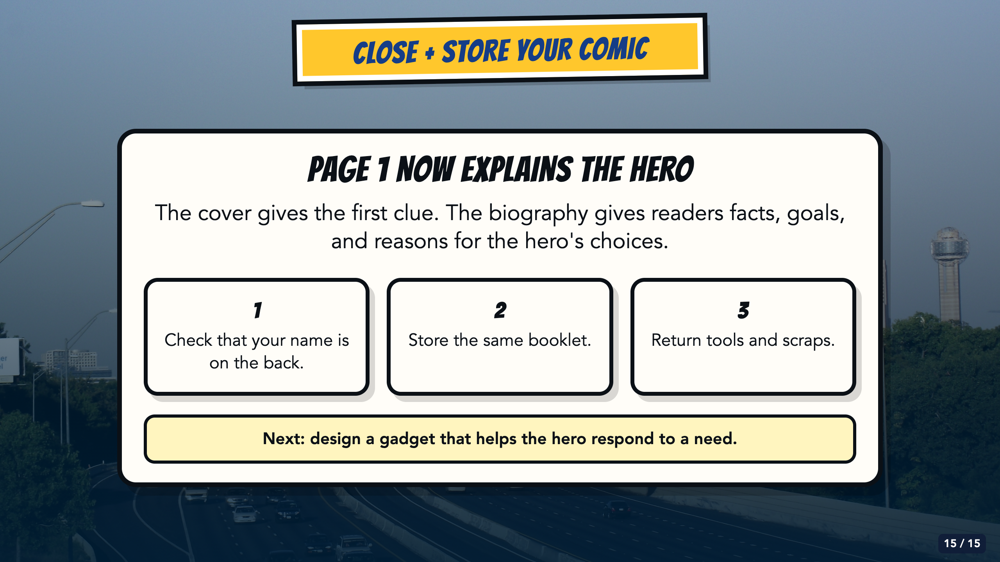 CLOSE + STORE YOUR COMIC
PAGE 1 NOW EXPLAINS THE HERO
The cover gives the first clue. The biography gives readers facts, goals,
and reasons for the hero's choices.
1
Check that your name is
on the back.
2
Store the same booklet.
3
Return tools and scraps.
Next: design a gadget that helps the hero respond to a need.
15 / 15